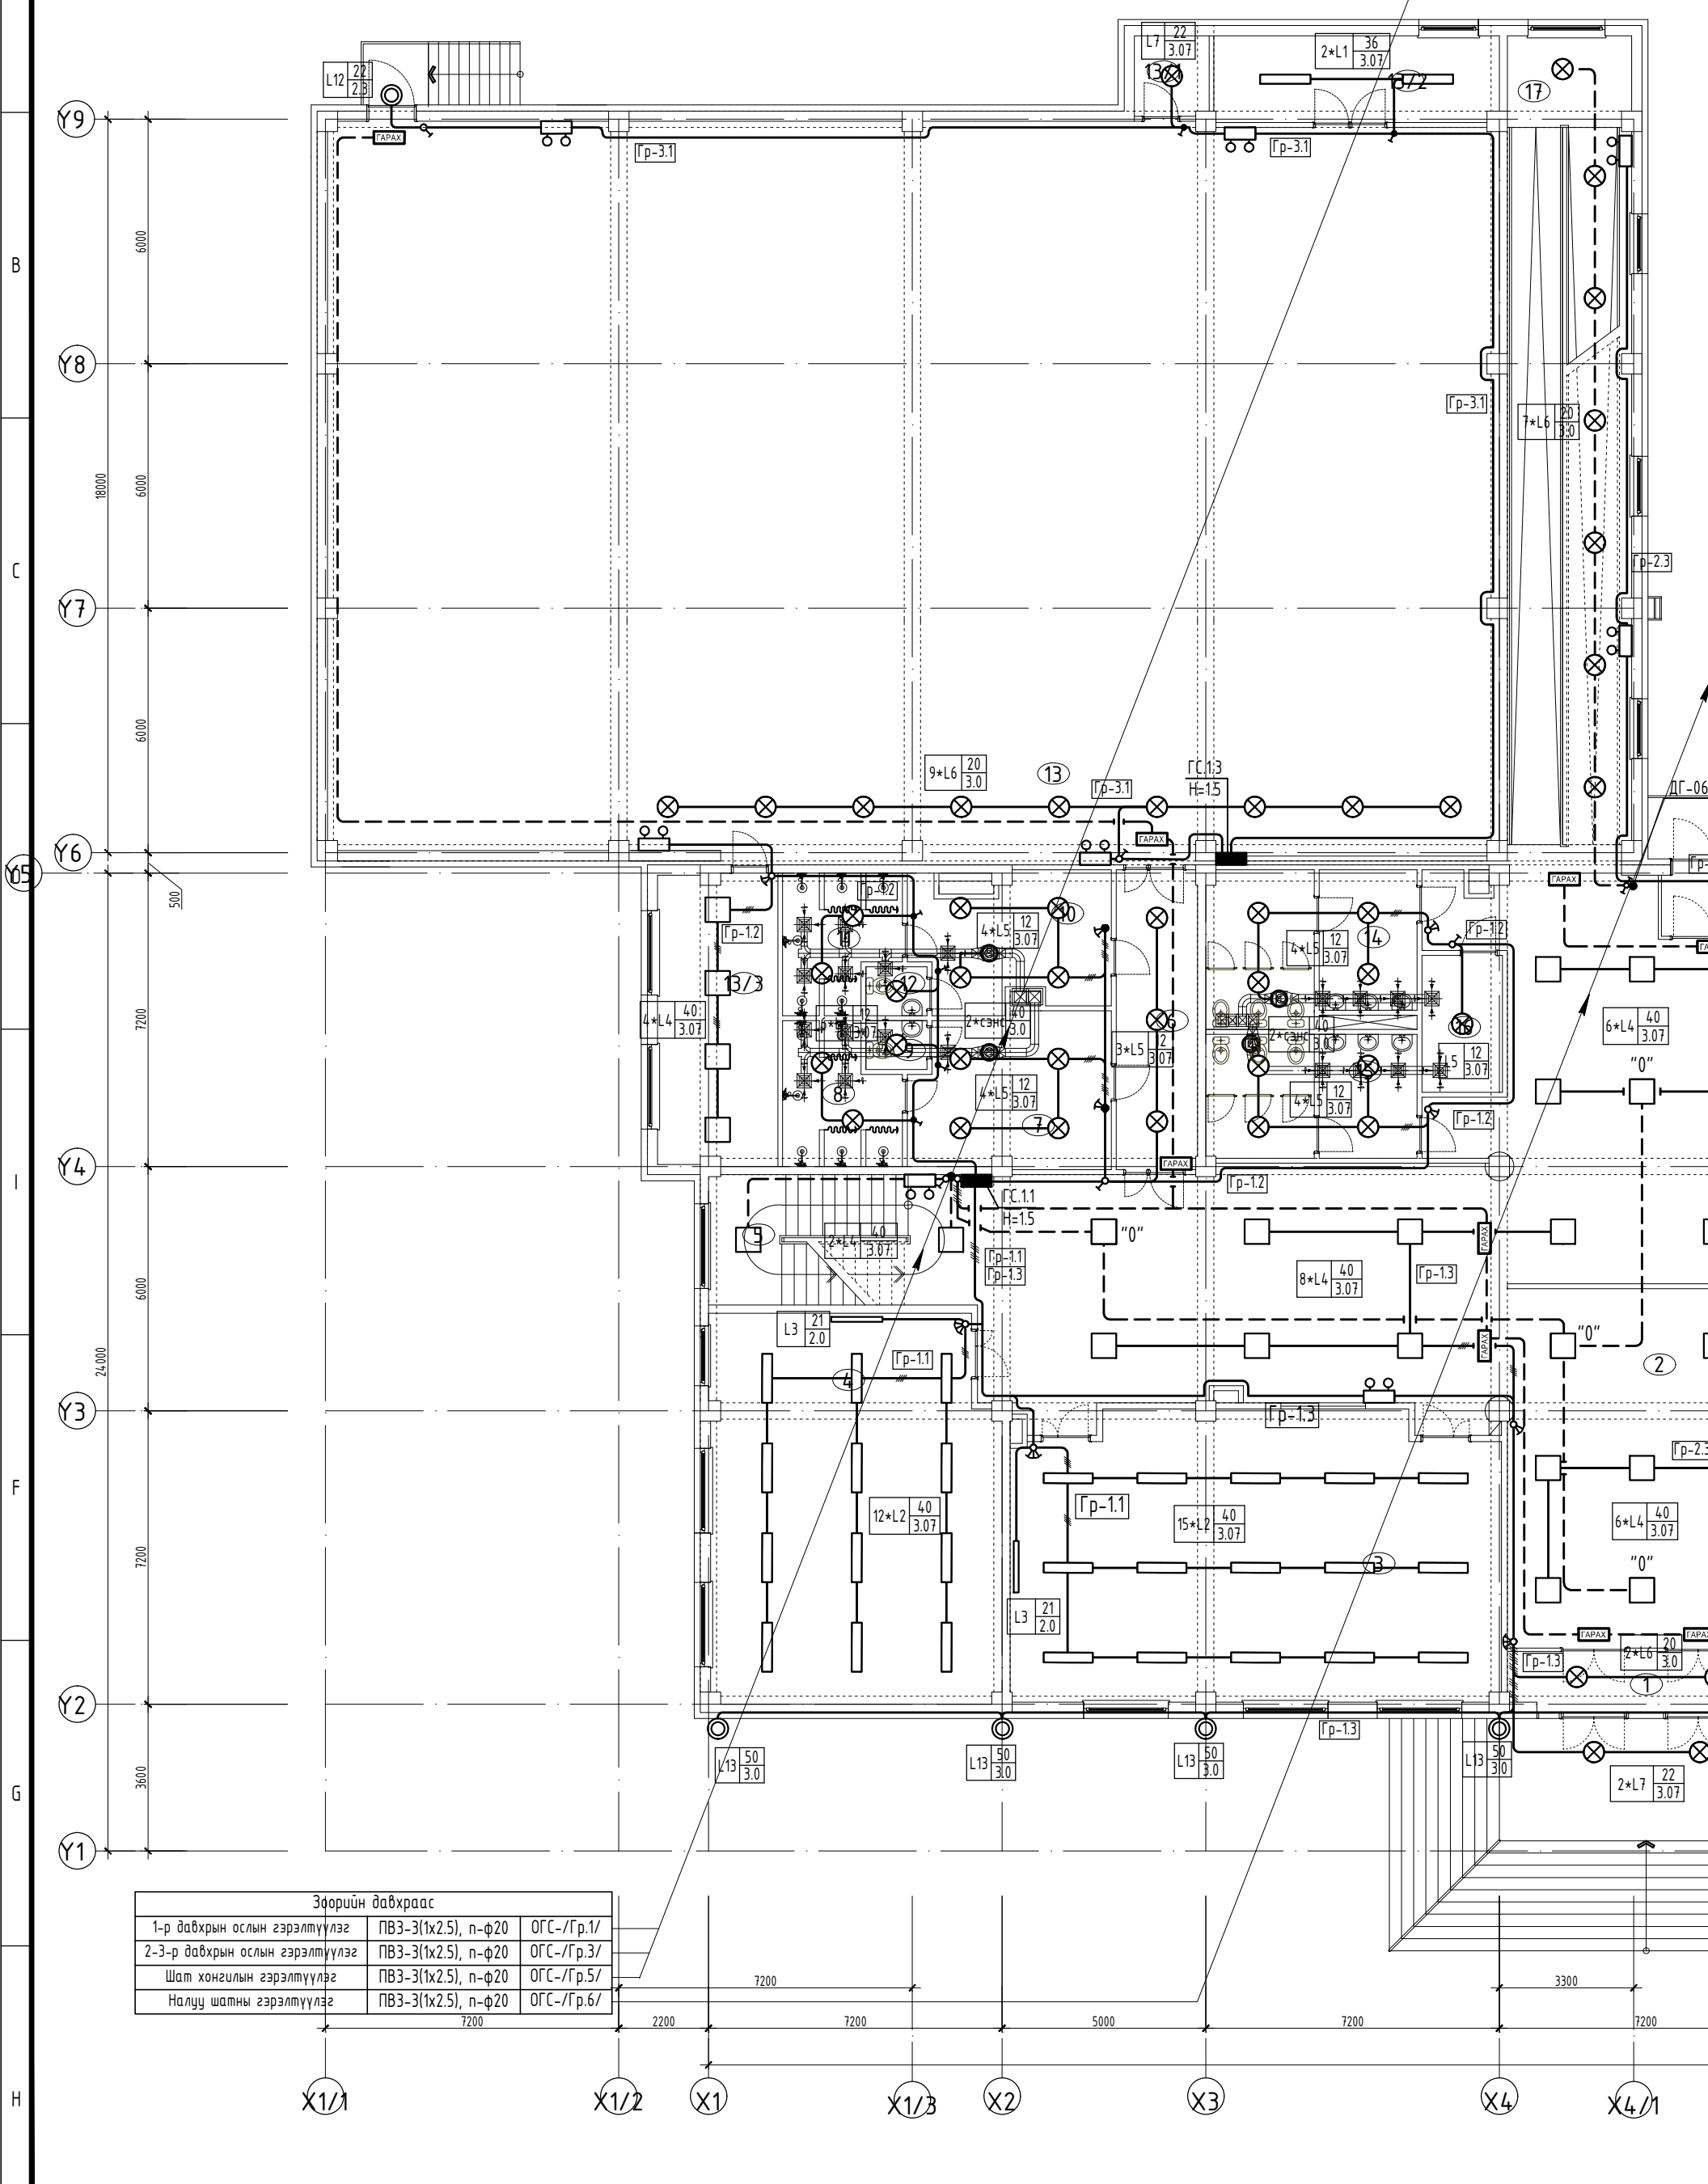 L7 22
3.07
2*L1 36
3.07
L12 22
2.3
13/1
13/2
17
Y9
ГАРАХ
Гр-3.1
Гр-3.1
B
6000
Y8
Гр-3.1
7*L6 20
3.0
18000
6000
C
Гр-2.3
Y7
6000
9*L6 20
3.0
13
Гр-3.1
ГС.1.3
H=1.5
ДГ-06
ГАРАХ
Y6
Y5
500
ГАРАХ
Гр-1.2
Гр-1.2
10
4*L5 12
3.07
4*L5 12
3.07
14
Гр-1.2
11
13/3
12
4*L4 40
3.07
2*сэнс 40
3.0
6
3*L5 12
3.07
2*сэнс 40
3.0
16
L5 12
3.07
6*L4 40
3.07
"0"
7200
8
4*L5 12
3.07
7
4*L5 12
3.07
Гр-1.2
Y4
I
ГАРАХ
Гр-1.2
ГС.1.1
H=1.5
5
2*L4 40
3.07
"0"
ГАРАХ
Гр-1.1
Гр-1.3
8*L4 40
3.07
Гр-1.3
6000
L3 21
2.0
Гр-1.1
4
ГАРАХ
"0"
2
24000
Y3
Гр-1.3
Гр-2.3
F
12*L2 40
3.07
Гр-1.1
15*L2 40
3.07
6*L4 40
3.07
3
"0"
7200
L3 21
2.0
ГАРАХ
2*L6 20
3.0
Гр-1.3
1
Y2
Гр-1.3
L13 50
3.0
L13 50
3.0
L13 50
3.0
L13 50
3.0
2*L7 22
3.07
3600
G
Y1
Зоорийн давхраас
1-р давхрын ослын гэрэлтүүлэг ПВЗ-3(1x2.5), п-ф20 ОГС-/Гр.1/
2-3-р давхрын ослын гэрэлтүүлэг ПВЗ-3(1x2.5), п-ф20 ОГС-/Гр.3/
Шат хонгилын гэрэлтүүлэг ПВЗ-3(1x2.5), п-ф20 ОГС-/Гр.5/
Налуу шатны гэрэлтүүлэг ПВЗ-3(1x2.5), п-ф20 ОГС-/Гр.6/
7200
3300
7200
2200
7200
5000
7200
7200
H
X1/1
X1/2
X1
X1/3
X2
X3
X4
X4/1